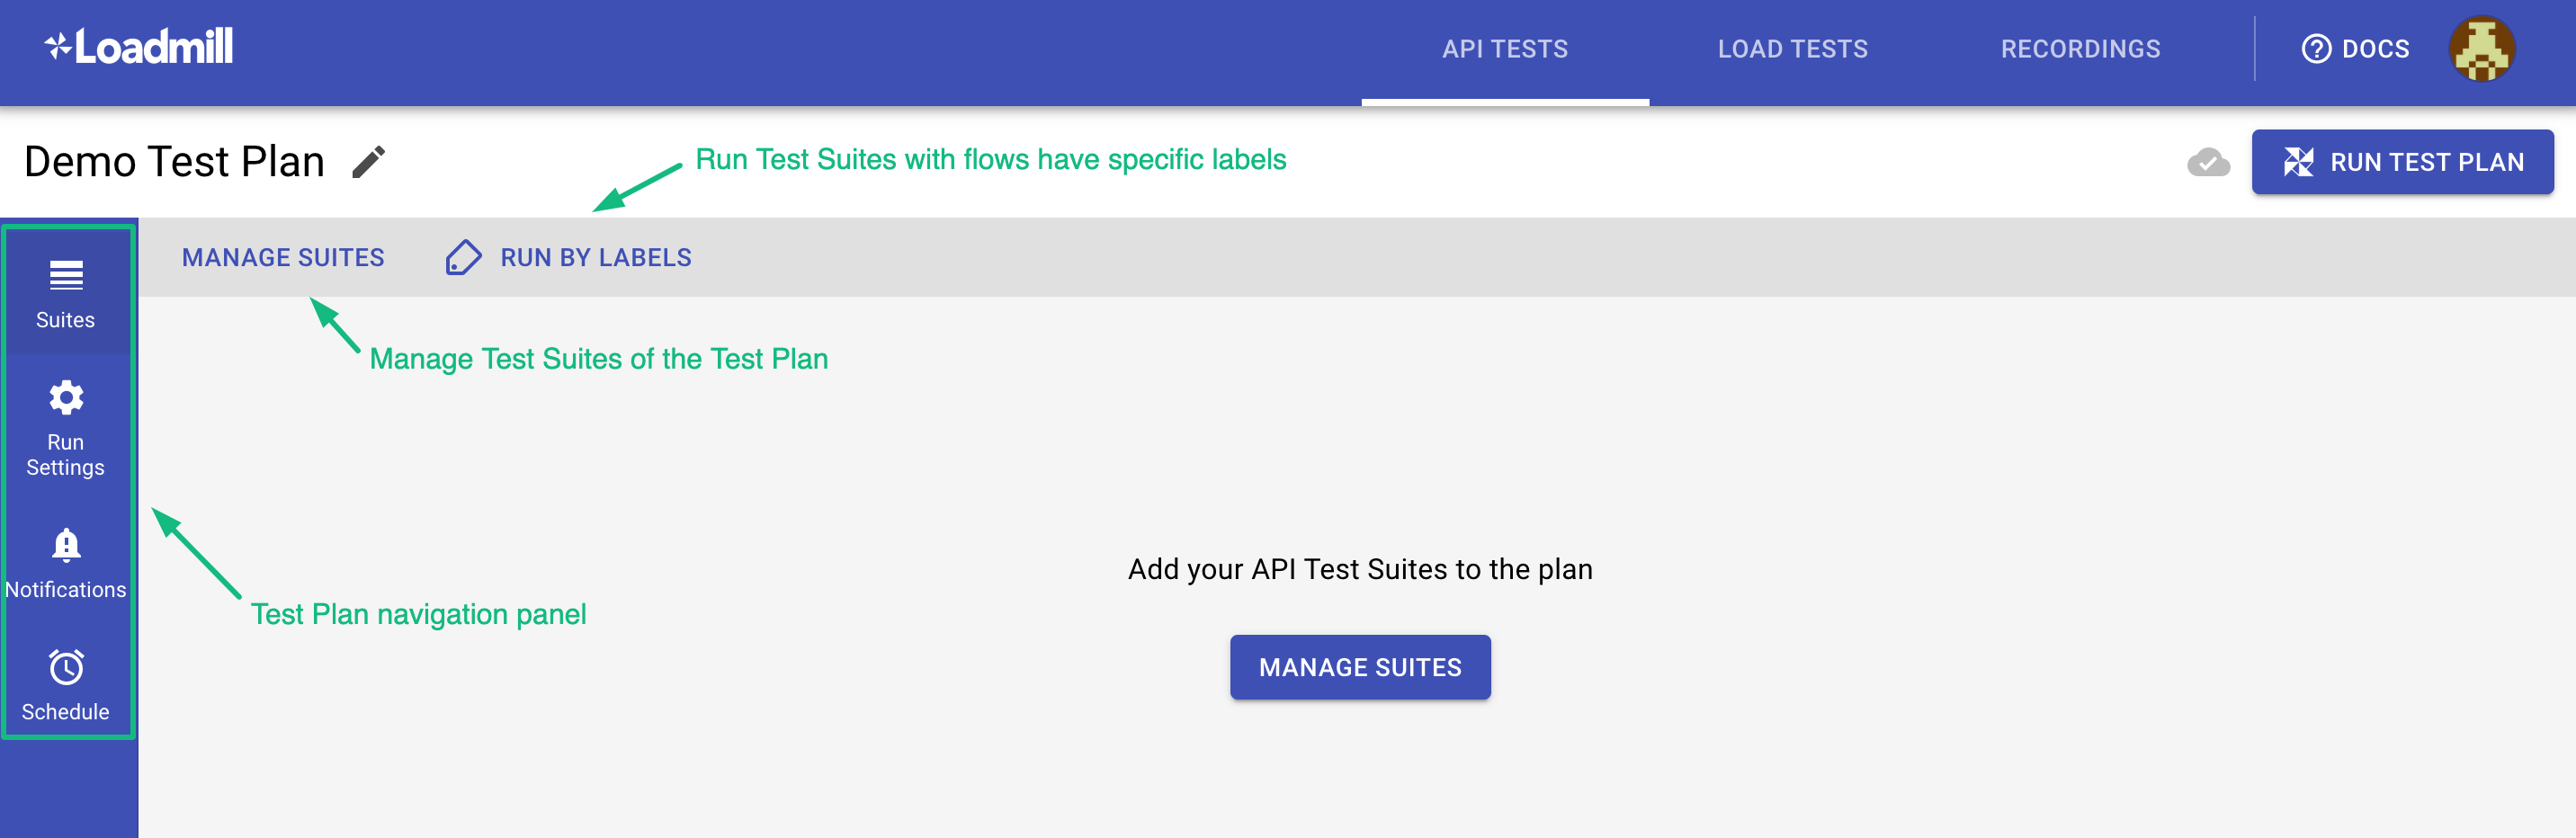 Loadmill
API TESTS
LOAD TESTS
RECORDINGS
DOCS
Demo Test Plan
Run Test Suites with flows have specific labels
RUN TEST PLAN
MANAGE SUITES
RUN BY LABELS
Suites
Manage Test Suites of the Test Plan
Run
Settings
Notifications
Test Plan navigation panel
Schedule
Add your API Test Suites to the plan
MANAGE SUITES